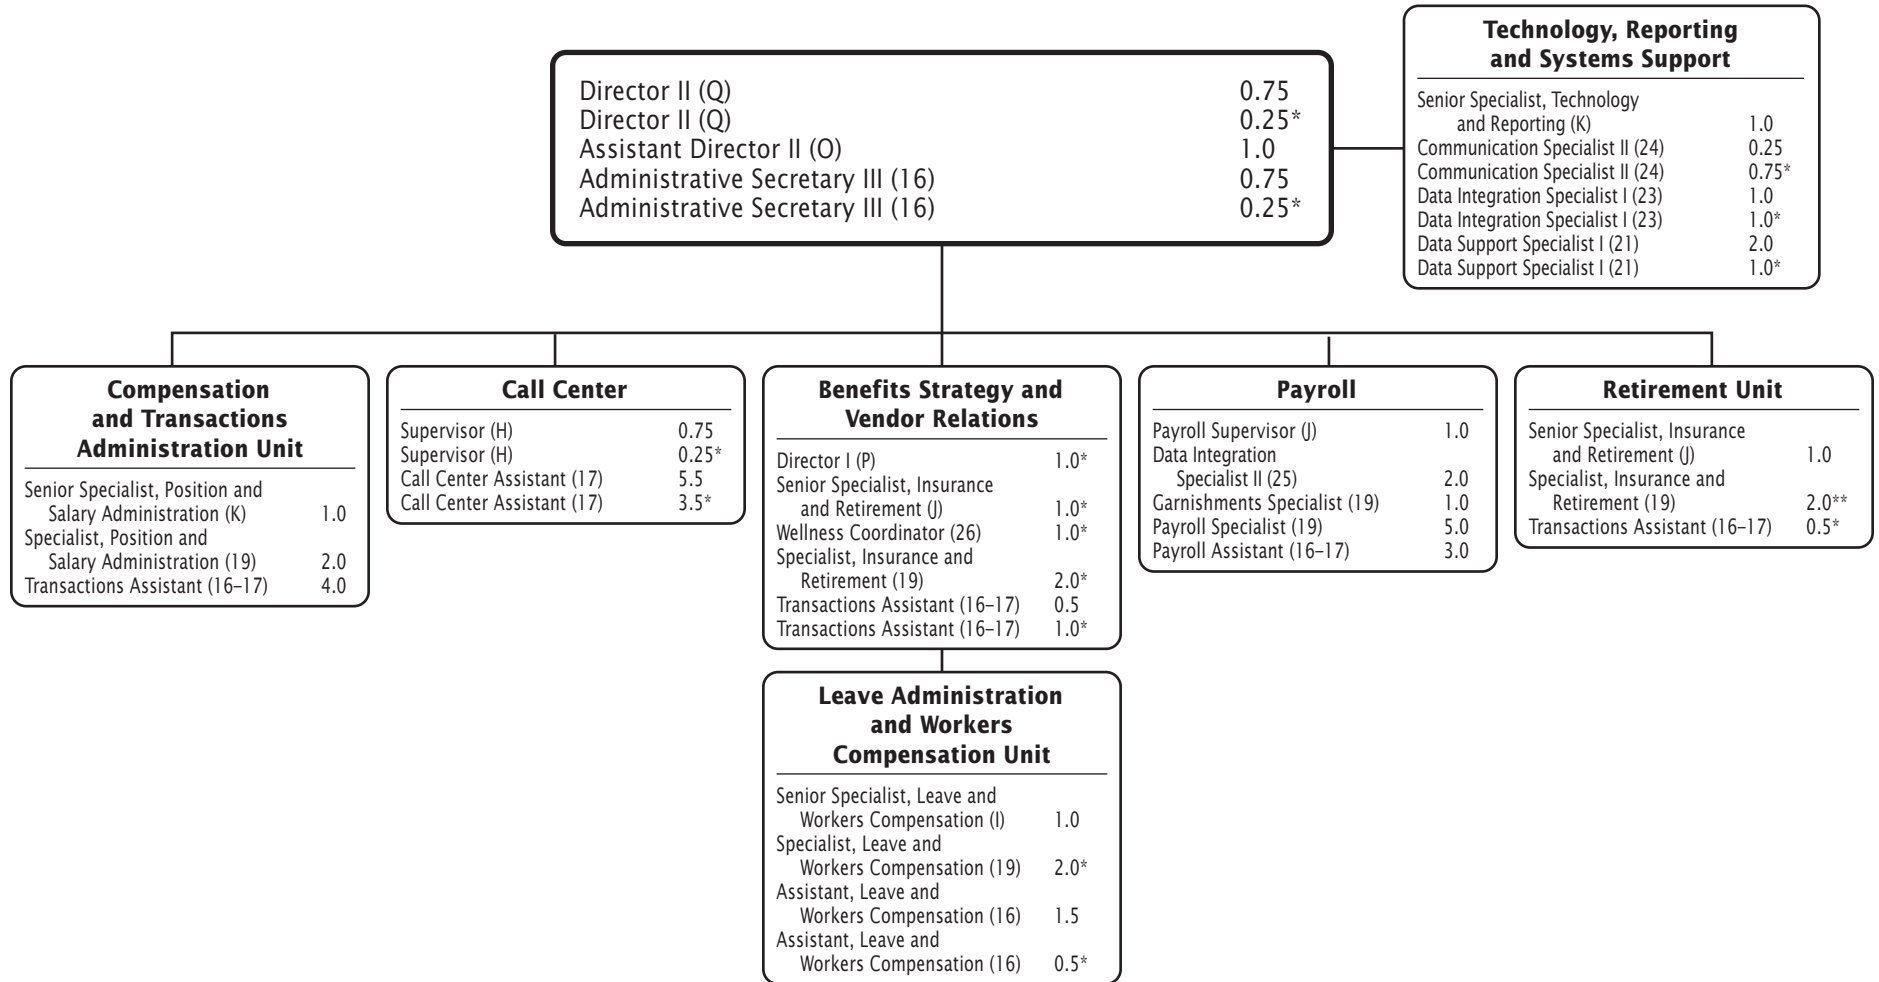 Director II (Q) 0.75
Director II (Q) 0.25*
Assistant Director II (O) 1.0
Administrative Secretary III (16) 0.75
Administrative Secretary III (16) 0.25*
Technology, Reporting
and Systems Support
Senior Specialist, Technology
and Reporting (K) 1.0
Communication Specialist II (24) 0.25
Communication Specialist II (24) 0.75*
Data Integration Specialist I (23) 1.0
Data Integration Specialist I (23) 1.0*
Data Support Specialist I (21) 2.0
Data Support Specialist I (21) 1.0*
Compensation
and Transactions
Administration Unit
Senior Specialist, Position and
Salary Administration (K) 1.0
Specialist, Position and
Salary Administration (19) 2.0
Transactions Assistant (16–17) 4.0
Call Center
Supervisor (H) 0.75
Supervisor (H) 0.25*
Call Center Assistant (17) 5.5
Call Center Assistant (17) 3.5*
Benefits Strategy and
Vendor Relations
Director I (P) 1.0*
Senior Specialist, Insurance
and Retirement (J) 1.0*
Wellness Coordinator (26) 1.0*
Specialist, Insurance and
Retirement (19) 2.0*
Transactions Assistant (16–17) 0.5
Transactions Assistant (16–17) 1.0*
Payroll
Payroll Supervisor (J) 1.0
Data Integration
Specialist II (25) 2.0
Garnishments Specialist (19) 1.0
Payroll Specialist (19) 5.0
Payroll Assistant (16–17) 3.0
Retirement Unit
Senior Specialist, Insurance
and Retirement (J) 1.0
Specialist, Insurance and
Retirement (19) 2.0**
Transactions Assistant (16–17) 0.5*
Leave Administration
and Workers
Compensation Unit
Senior Specialist, Leave and
Workers Compensation (I) 1.0
Specialist, Leave and
Workers Compensation (19) 2.0*
Assistant, Leave and
Workers Compensation (16) 1.5
Assistant, Leave and
Workers Compensation (16) 0.5*